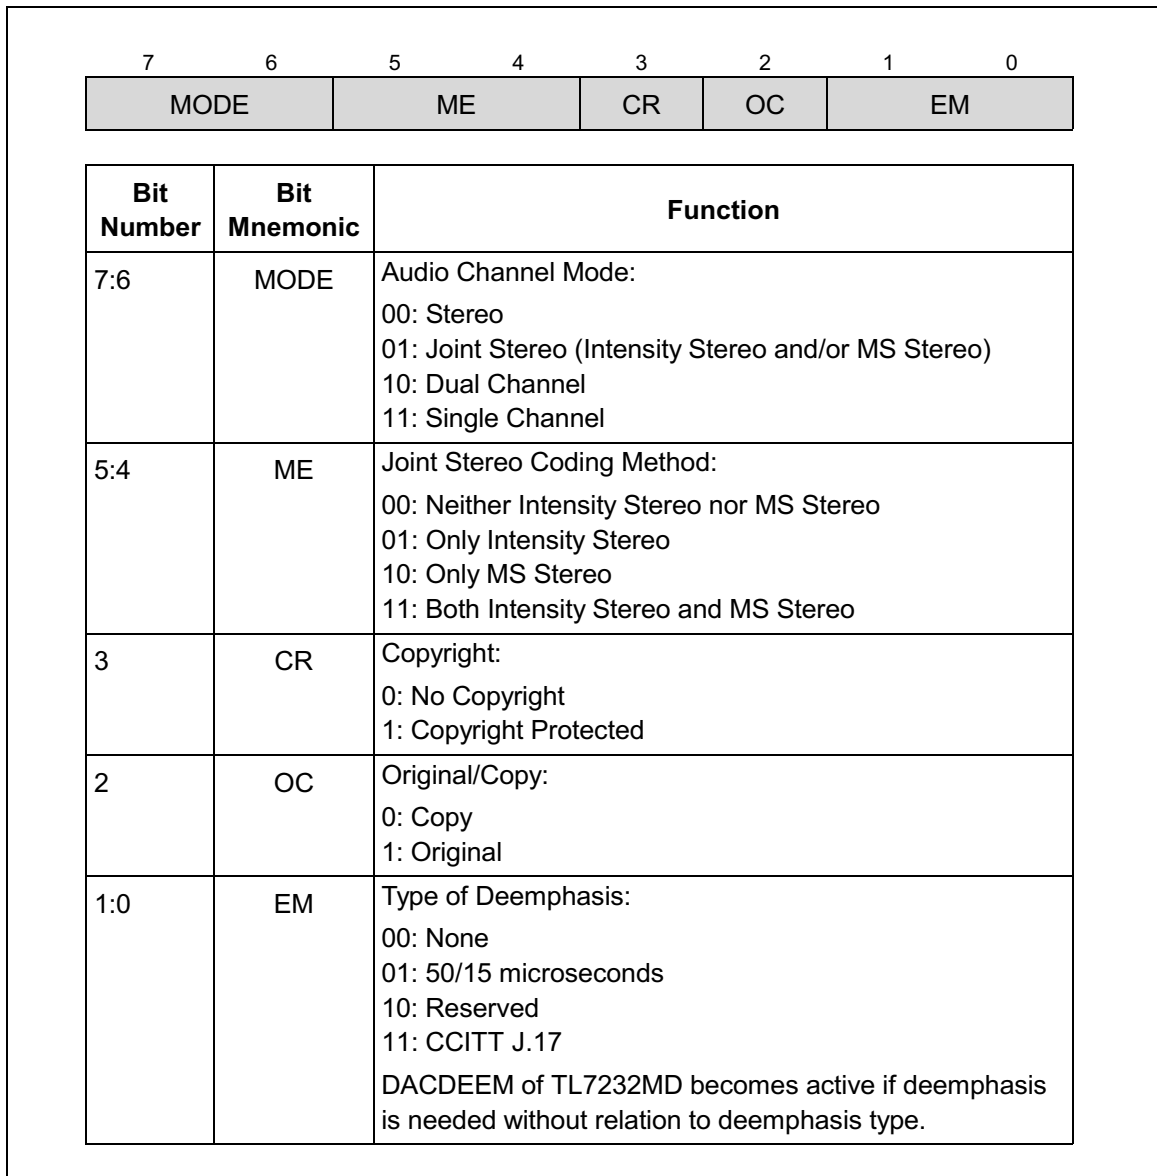 7 6 5 4 3 2 1 0
MODE ME CR OC EM
Bit Number Bit Mnemonic Function
7:6 MODE Audio Channel Mode:
00: Stereo
01: Joint Stereo (Intensity Stereo and/or MS Stereo)
10: Dual Channel
11: Single Channel
5:4 ME Joint Stereo Coding Method:
00: Neither Intensity Stereo nor MS Stereo
01: Only Intensity Stereo
10: Only MS Stereo
11: Both Intensity Stereo and MS Stereo
3 CR Copyright:
0: No Copyright
1: Copyright Protected
2 OC Original/Copy:
0: Copy
1: Original
1:0 EM Type of Deemphasis:
00: None
01: 50/15 microseconds
10: Reserved
11: CCITT J.17
DACDEEM of TL7232MD becomes active if deemphasis
is needed without relation to deemphasis type.